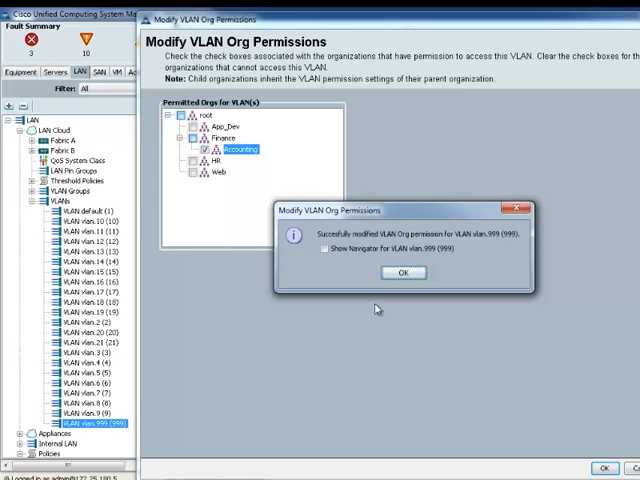 Cisco Unified Computing System Ma
Fault Summary
3
10
Equipment Servers LAN SAN VM
Filter: All
LAN
LAN Cloud
Fabric A
Fabric B
QoS System Class
LAN Pin Groups
Threshold Policies
VLAN Groups
VLANs
VLAN default (1)
VLAN vlan.10 (10)
VLAN vlan.11 (11)
VLAN vlan.12 (12)
VLAN vlan.13 (13)
VLAN vlan.14 (14)
VLAN vlan.15 (15)
VLAN vlan.16 (16)
VLAN vlan.17 (17)
VLAN vlan.18 (18)
VLAN vlan.19 (19)
VLAN vlan.2 (2)
VLAN vlan.20 (20)
VLAN vlan.21 (21)
VLAN vlan.3 (3)
VLAN vlan.4 (4)
VLAN vlan.5 (5)
VLAN vlan.6 (6)
VLAN vlan.7 (7)
VLAN vlan.8 (8)
VLAN vlan.9 (9)
VLAN vlan.999 (999)
Appliances
Internal LAN
Policies
Logged in as admin@172.25.180.5
Modify VLAN Org Permissions
Modify VLAN Org Permissions
Check the check boxes associated with the organizations that have permission to access this VLAN. Clear the check boxes for the
organizations that cannot access this VLAN.
Note: Child organizations inherit the VLAN permission settings of their parent organization.
Permitted Orgs for VLAN(s)
root
App_Dev
Finance
Accounting
HR
Web
Modify VLAN Org Permissions
Succesfully modified VLAN Org permission for VLAN vlan.999 (999).
Show Navigator for VLAN vlan.999 (999)
OK
OK